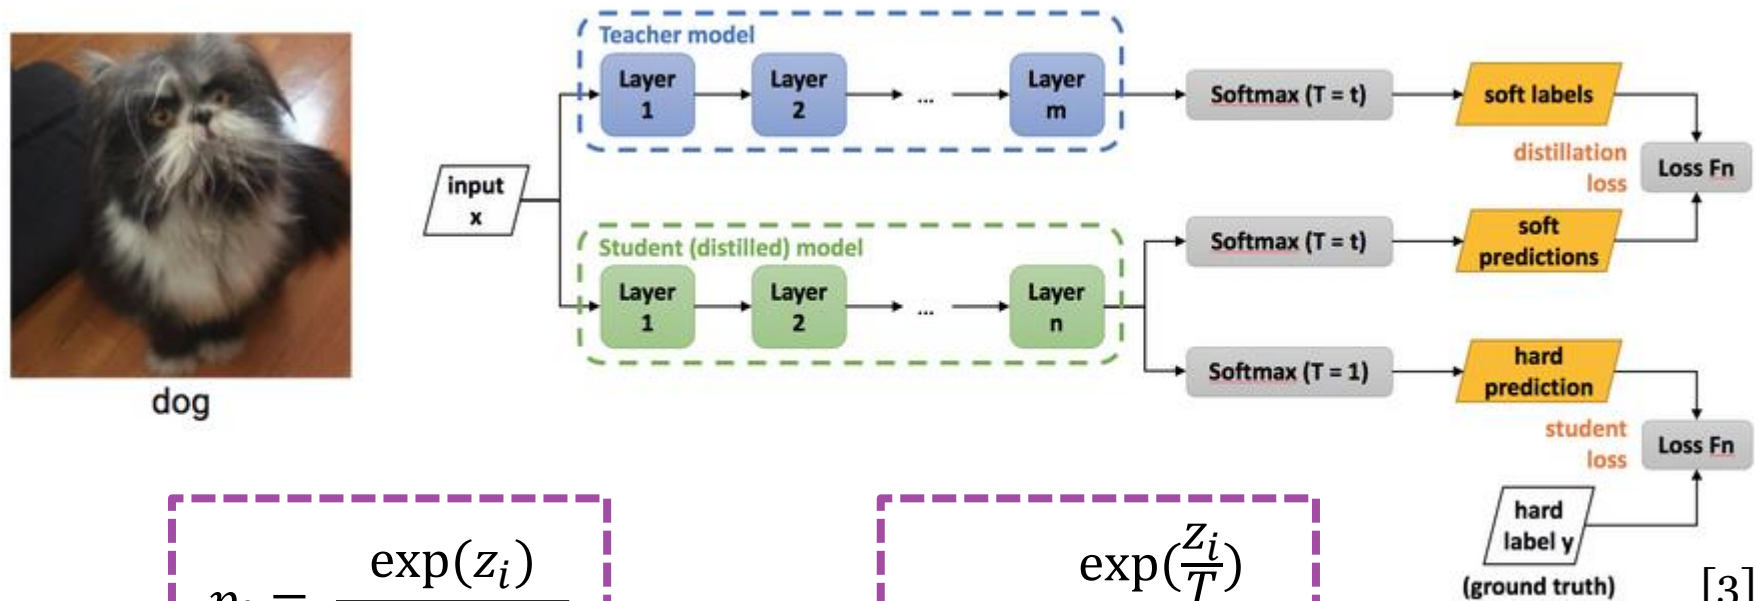 dog
input
x
Teacher model
Layer
1
Layer
2
...
Layer
m
Softmax (T = t)
soft labels
distillation
loss
Loss Fn
Student (distilled) model
Layer
1
Layer
2
...
Layer
n
Softmax (T = t)
soft
predictions
Softmax (T = 1)
hard
prediction
student
loss
Loss Fn
hard
label y
(ground truth)
[3]
exp(z_i)
exp(z_i/T)